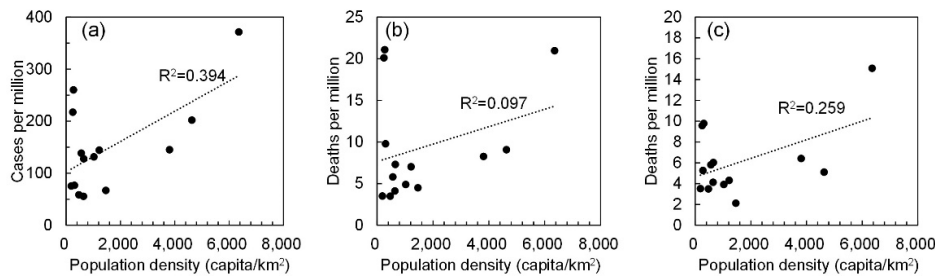 (a)
Cases per million
400
300
200
100
0
R²=0.394
0 2,000 4,000 6,000 8,000
Population density (capita/km²)
(b)
Deaths per million
25
20
15
10
5
0
R²=0.097
0 2,000 4,000 6,000 8,000
Population density (capita/km²)
(c)
Deaths per million
20
18
16
14
12
10
8
6
4
2
0
R²=0.259
0 2,000 4,000 6,000 8,000
Population density (capita/km²)